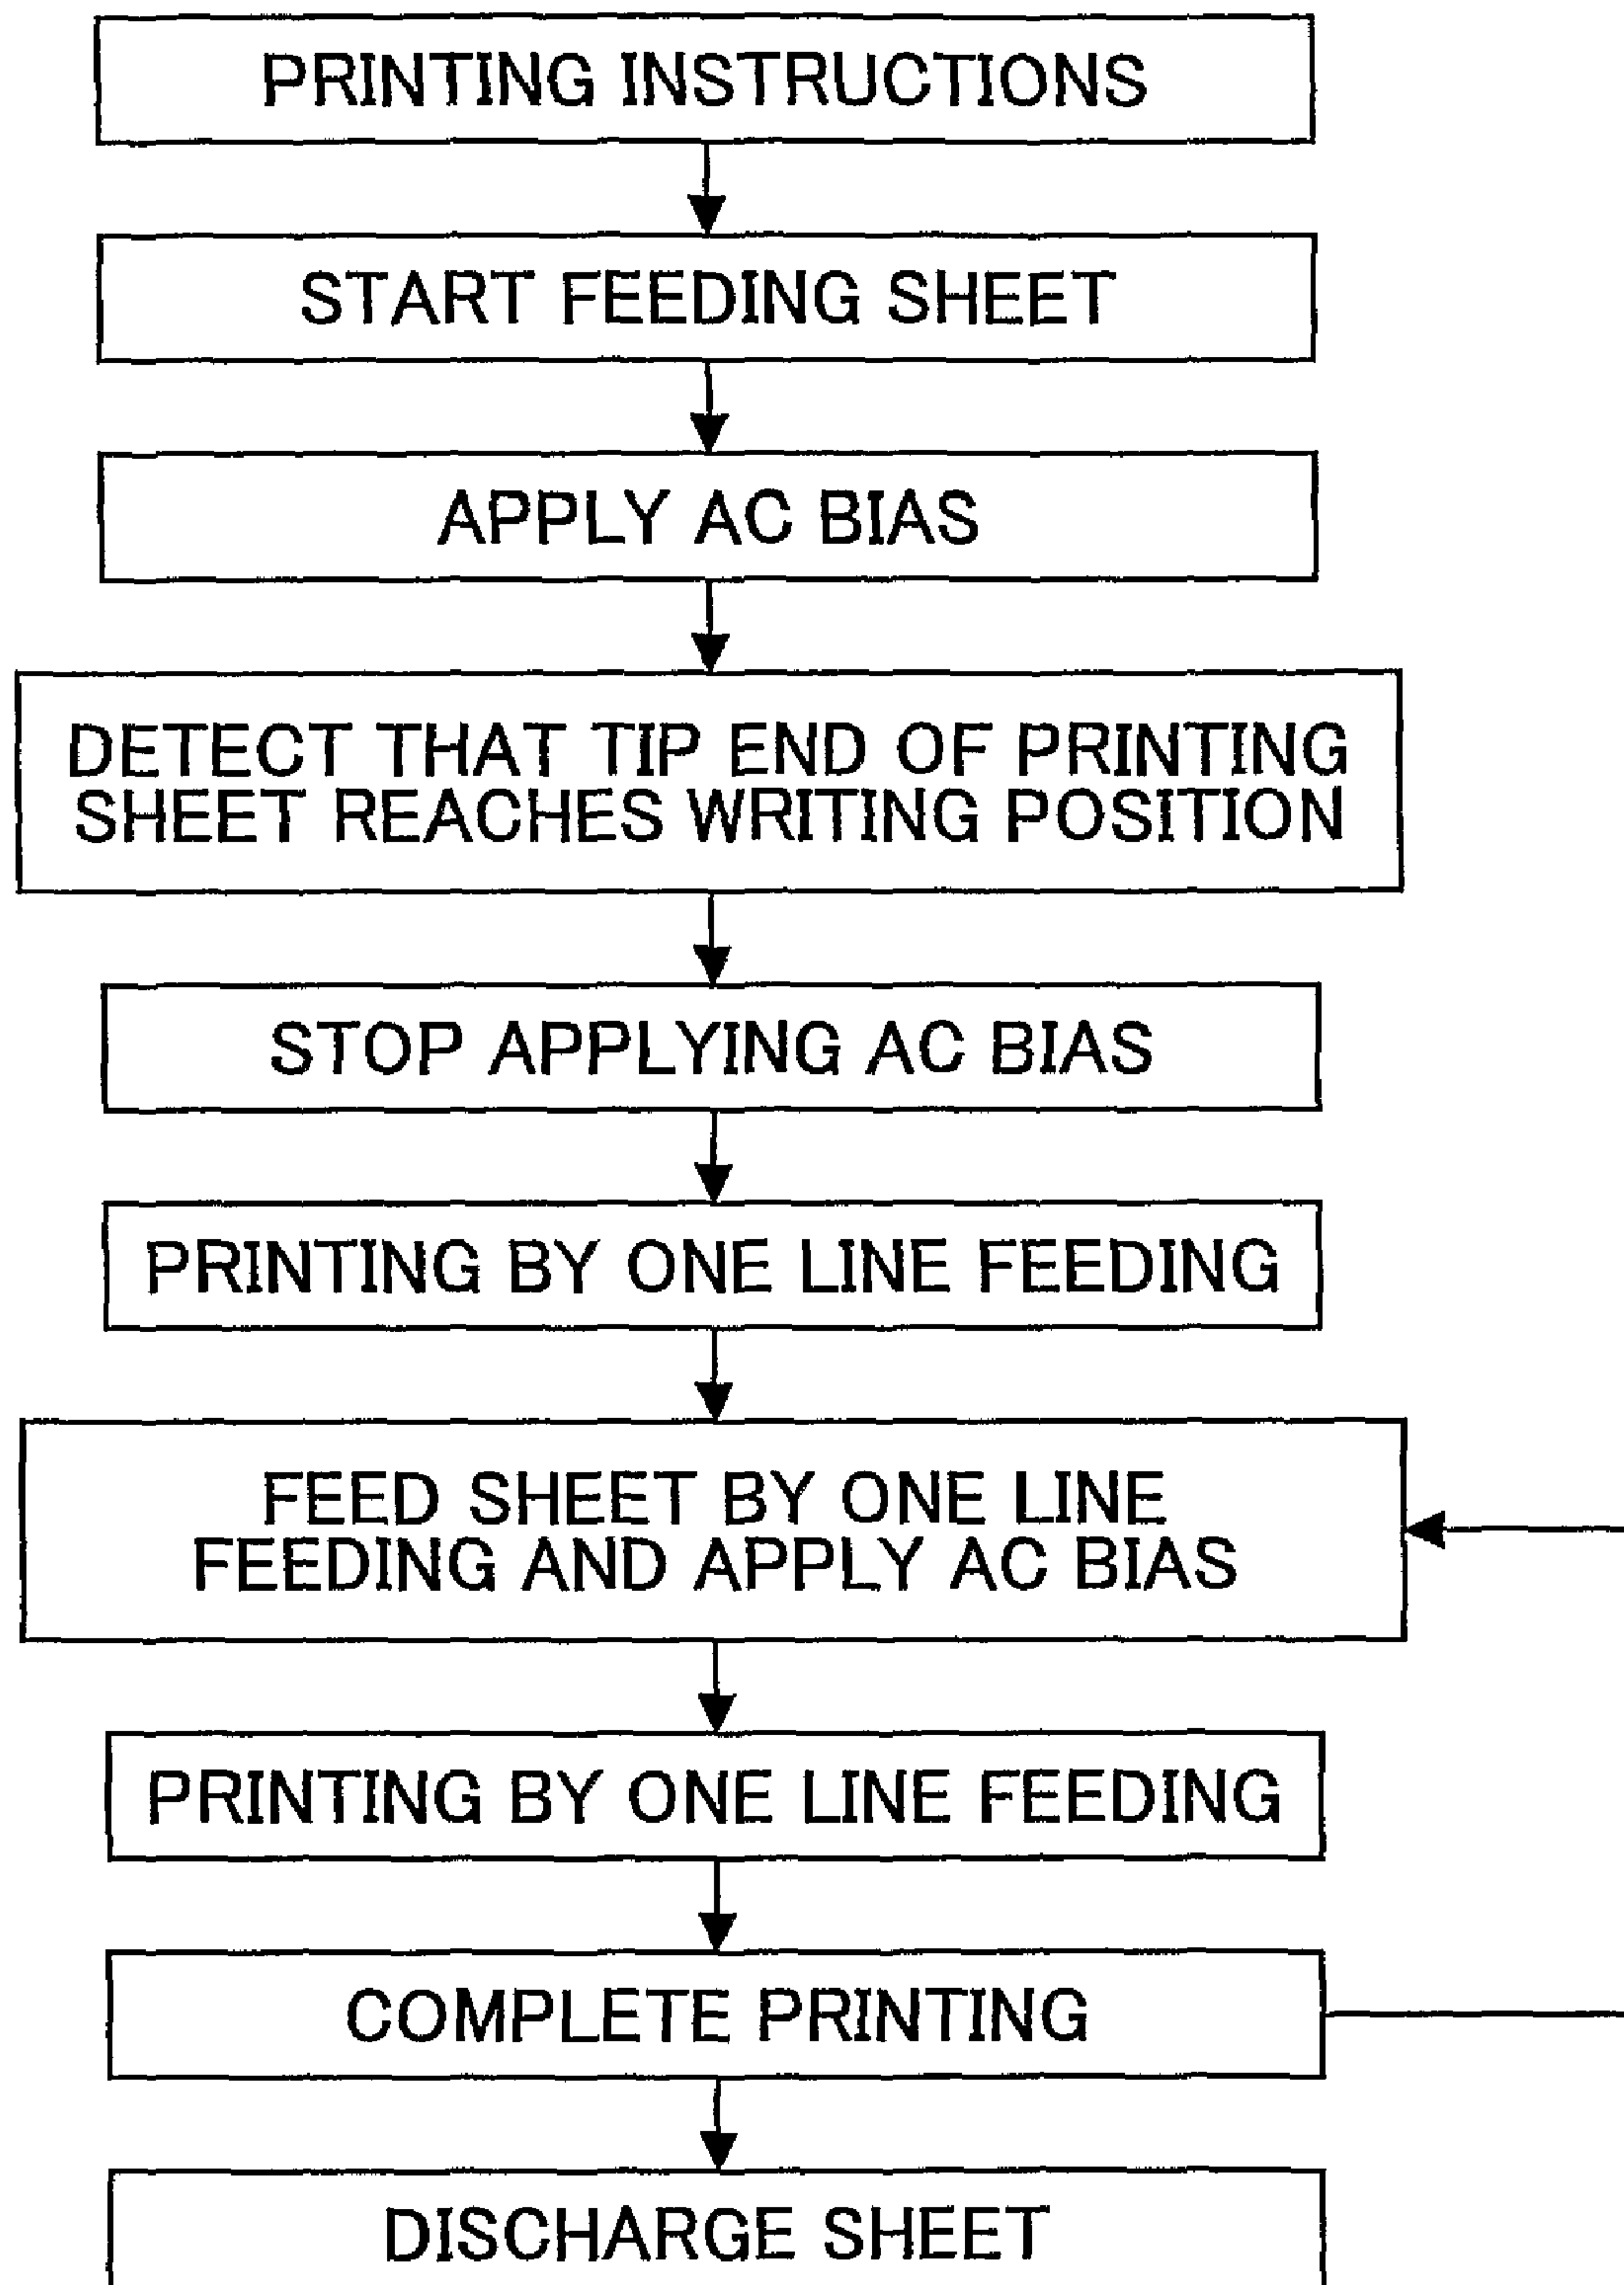 PRINTING INSTRUCTIONS
START FEEDING SHEET
APPLY AC BIAS
DETECT THAT TIP END OF PRINTING
SHEET REACHES WRITING POSITION
STOP APPLYING AC BIAS
PRINTING BY ONE LINE FEEDING
FEED SHEET BY ONE LINE
FEEDING AND APPLY AC BIAS
PRINTING BY ONE LINE FEEDING
COMPLETE PRINTING
DISCHARGE SHEET